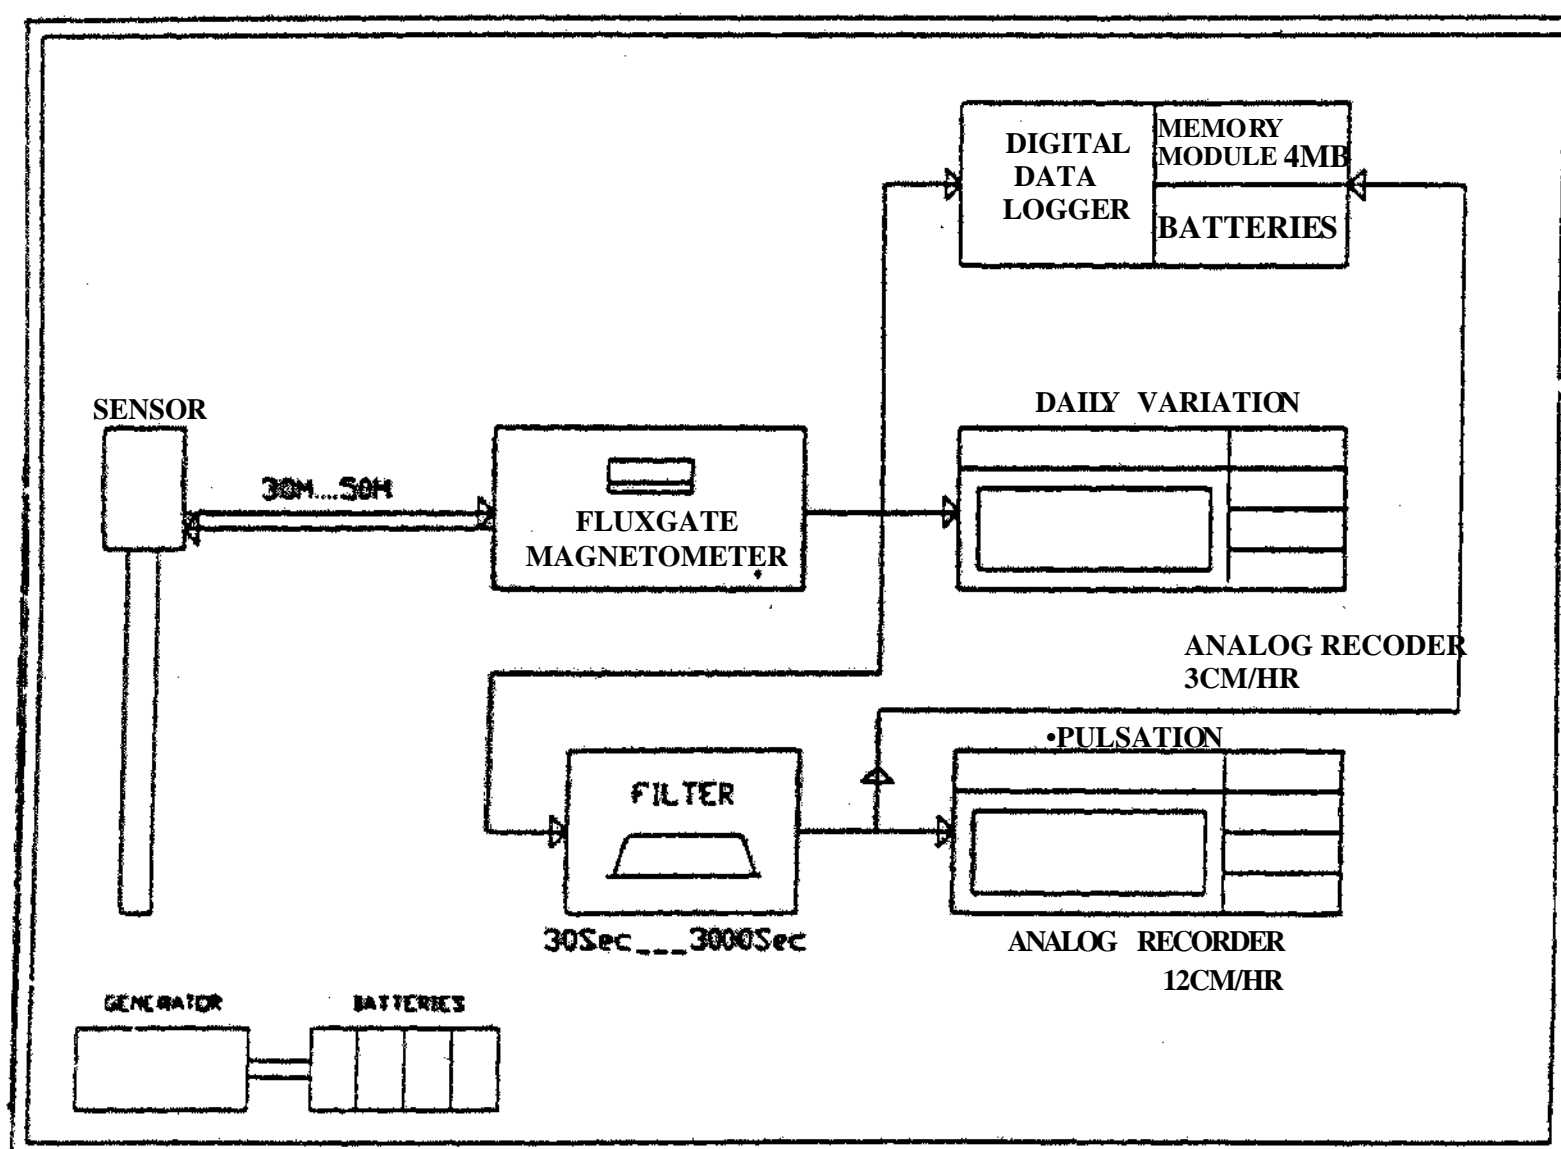 DIGITAL
DATA
LOGGER
MEMORY
MODULE 4MB
BATTERIES
SENSOR
30M....50M
FLUXGATE
MAGNETOMETER
DAILY VARIATION
ANALOG RECODER
3CM/HR
•PULSATION
FILTER
30Sec___3000Sec
ANALOG RECORDER
12CM/HR
GENERATOR
BATTERIES